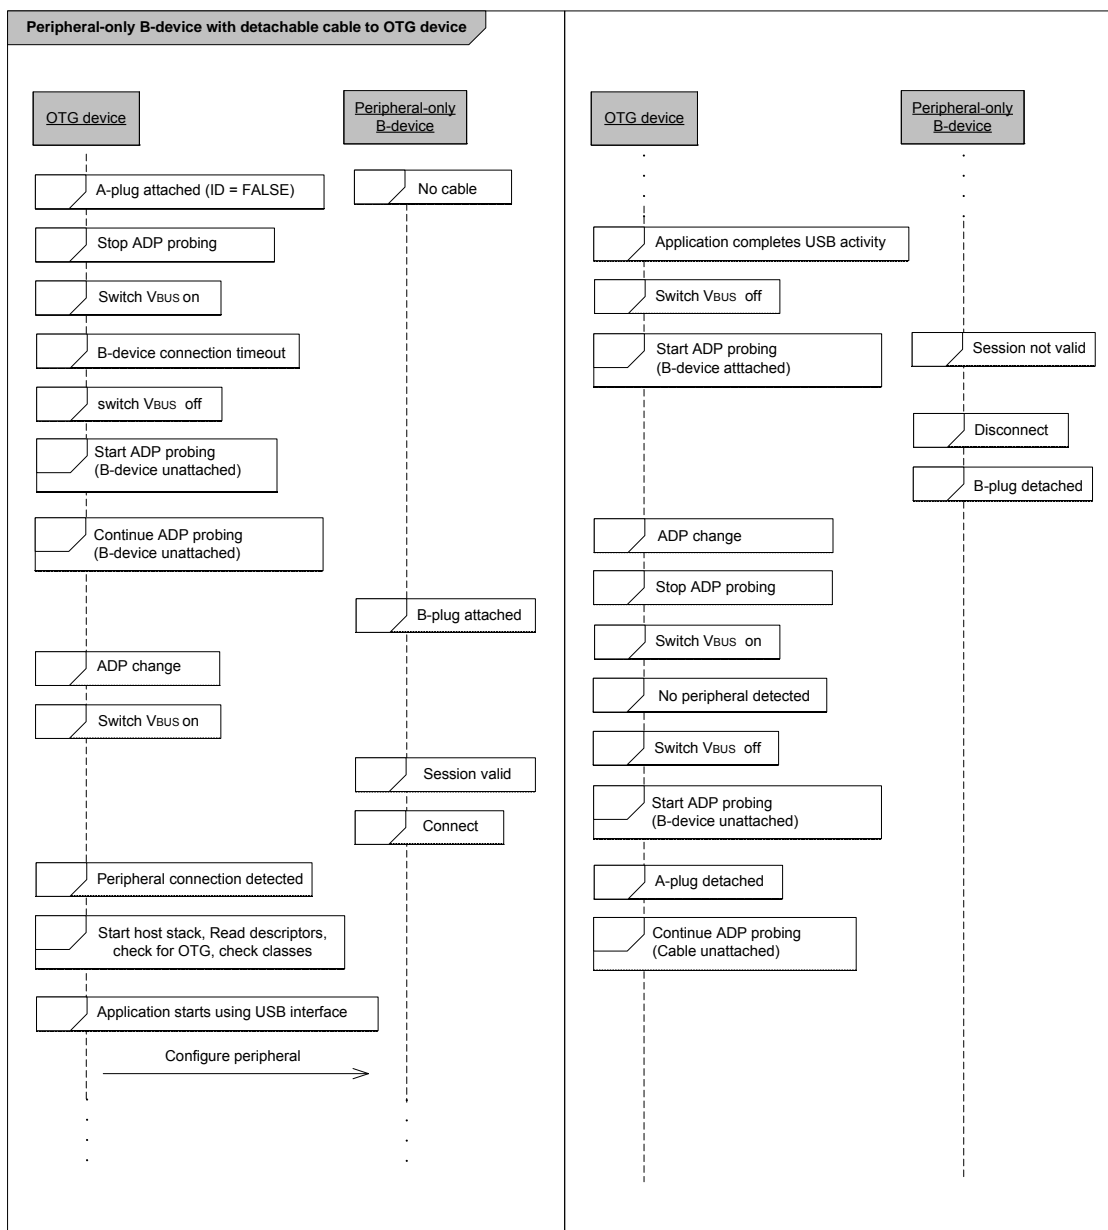 Peripheral-only B-device with detachable cable to OTG device
OTG device
Peripheral-only
B-device
A-plug attached (ID = FALSE)
No cable
Stop ADP probing
Switch VBUS on
B-device connection timeout
switch VBUS off
Start ADP probing
(B-device unattached)
Continue ADP probing
(B-device unattached)
B-plug attached
ADP change
Switch VBUS on
Session valid
Connect
Peripheral connection detected
Start host stack, Read descriptors,
check for OTG, check classes
Application starts using USB interface
Configure peripheral
OTG device
Peripheral-only
B-device
Application completes USB activity
Switch VBUS off
Start ADP probing
(B-device atttached)
Session not valid
Disconnect
B-plug detached
ADP change
Stop ADP probing
Switch VBUS on
No peripheral detected
Switch VBUS off
Start ADP probing
(B-device unattached)
A-plug detached
Continue ADP probing
(Cable unattached)